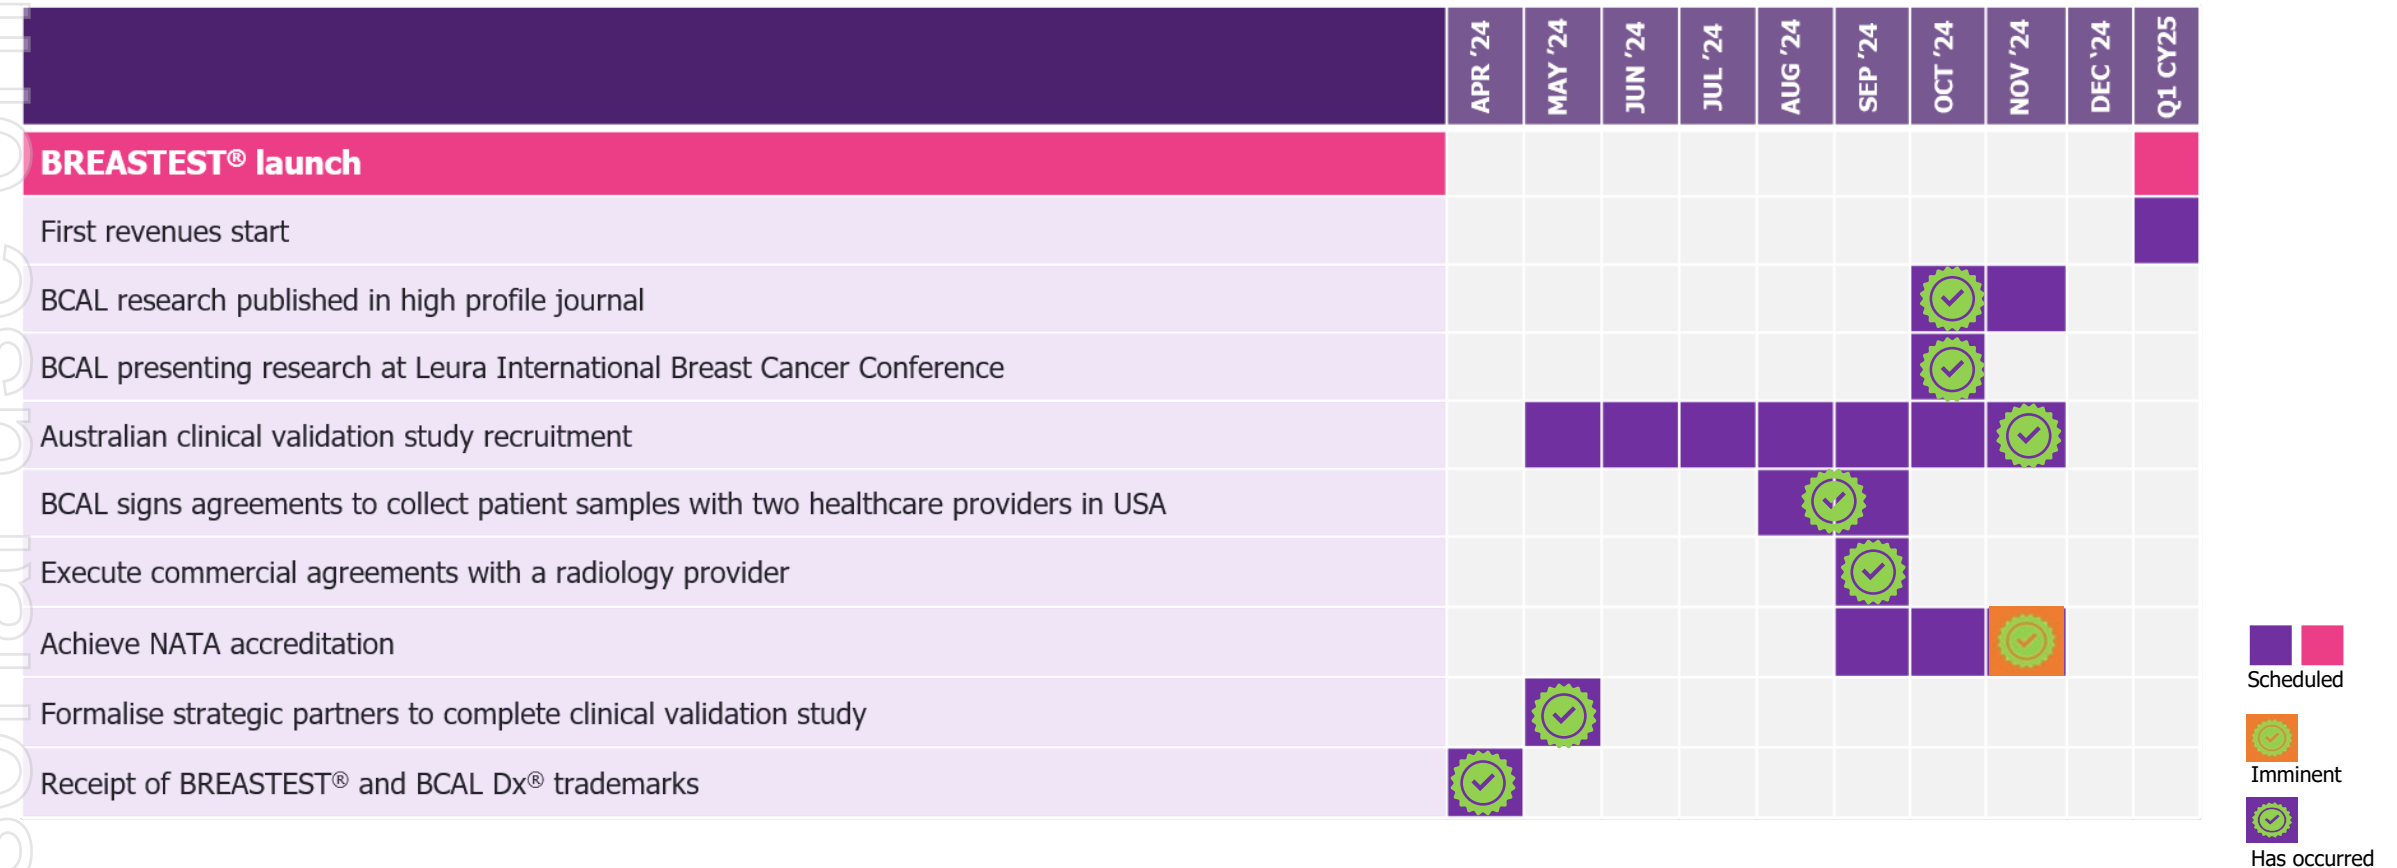 APR ’24
MAY ’24
JUN ’24
JUL ’24
AUG ’24
SEP ’24
OCT ’24
NOV ’24
DEC ‘24
Q1 CY25
BREASTEST® launch
First revenues start
BCAL research published in high profile journal
BCAL presenting research at Leura International Breast Cancer Conference
Australian clinical validation study recruitment
BCAL signs agreements to collect patient samples with two healthcare providers in USA
Execute commercial agreements with a radiology provider
Achieve NATA accreditation
Formalise strategic partners to complete clinical validation study
Receipt of BREASTEST® and BCAL Dx® trademarks
Scheduled
Imminent
Has occurred